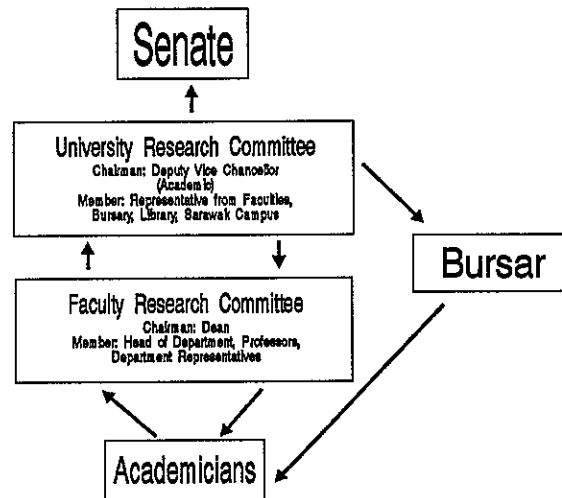 Senate
University Research Committee
Chairman: Deputy Vice Chancellor
(Academic)
Member: Representative from Faculties,
Bursary, Library, Sarawak Campus
Bursar
Faculty Research Committee
Chairman: Dean
Member: Head of Department, Professors,
Department Representatives
Academicians